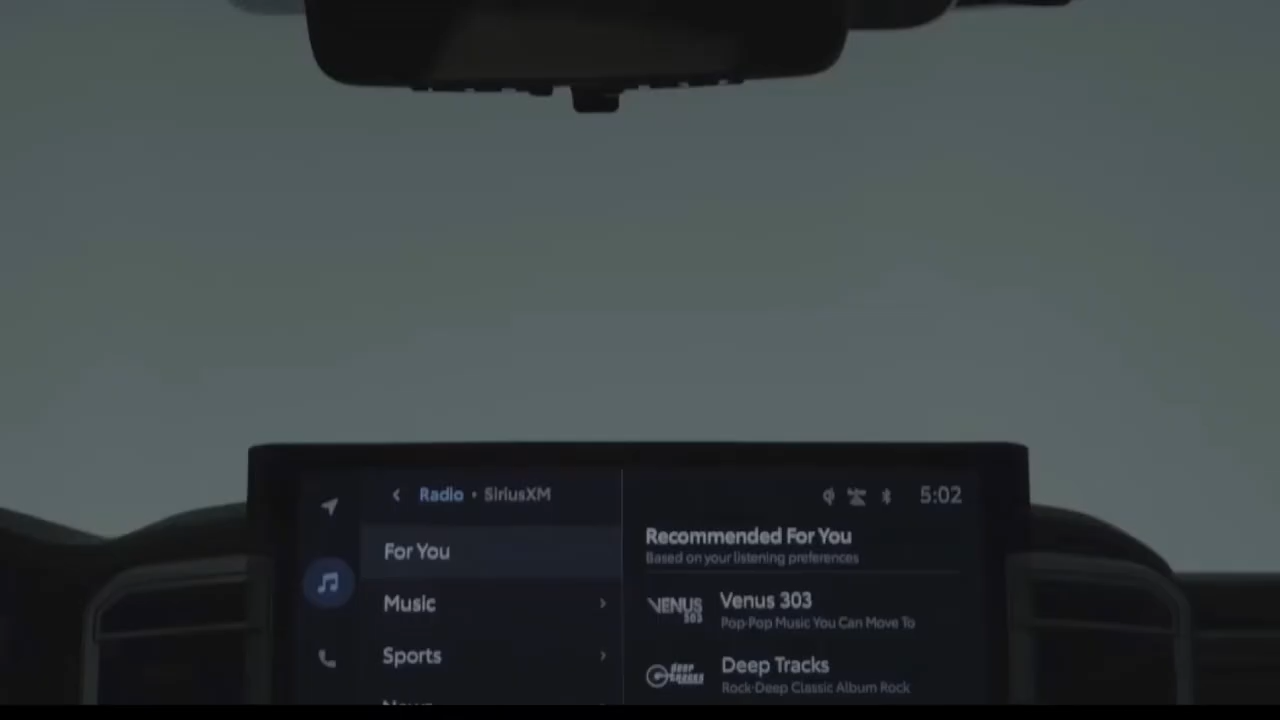 Radio • SiriusXM
5:02
For You
Music
Sports
News
Recommended For You
Based on your listening preferences
VENUS
303
Venus 303
Pop·Pop Music You Can Move To
deep
tracks
Deep Tracks
Rock·Deep Classic Album Rock